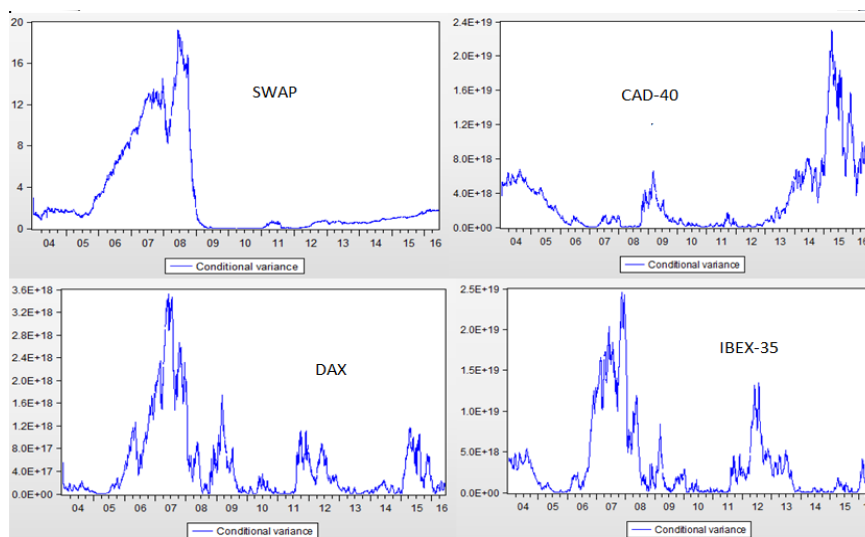 20
16
12
8
4
0
SWAP
04 05 06 07 08 09 10 11 12 13 14 15 16
Conditional variance
2.4E+19
2.0E+19
1.6E+19
1.2E+19
8.0E+18
4.0E+18
0.0E+00
CAD-40
04 05 06 07 08 09 10 11 12 13 14 15 16
Conditional variance
3.6E+18
3.2E+18
2.8E+18
2.4E+18
2.0E+18
1.6E+18
1.2E+18
8.0E+17
4.0E+17
0.0E+00
DAX
04 05 06 07 08 09 10 11 12 13 14 15 16
Conditional variance
2.5E+19
2.0E+19
1.5E+19
1.0E+19
5.0E+18
0.0E+00
IBEX-35
04 05 06 07 08 09 10 11 12 13 14 15 16
Conditional variance